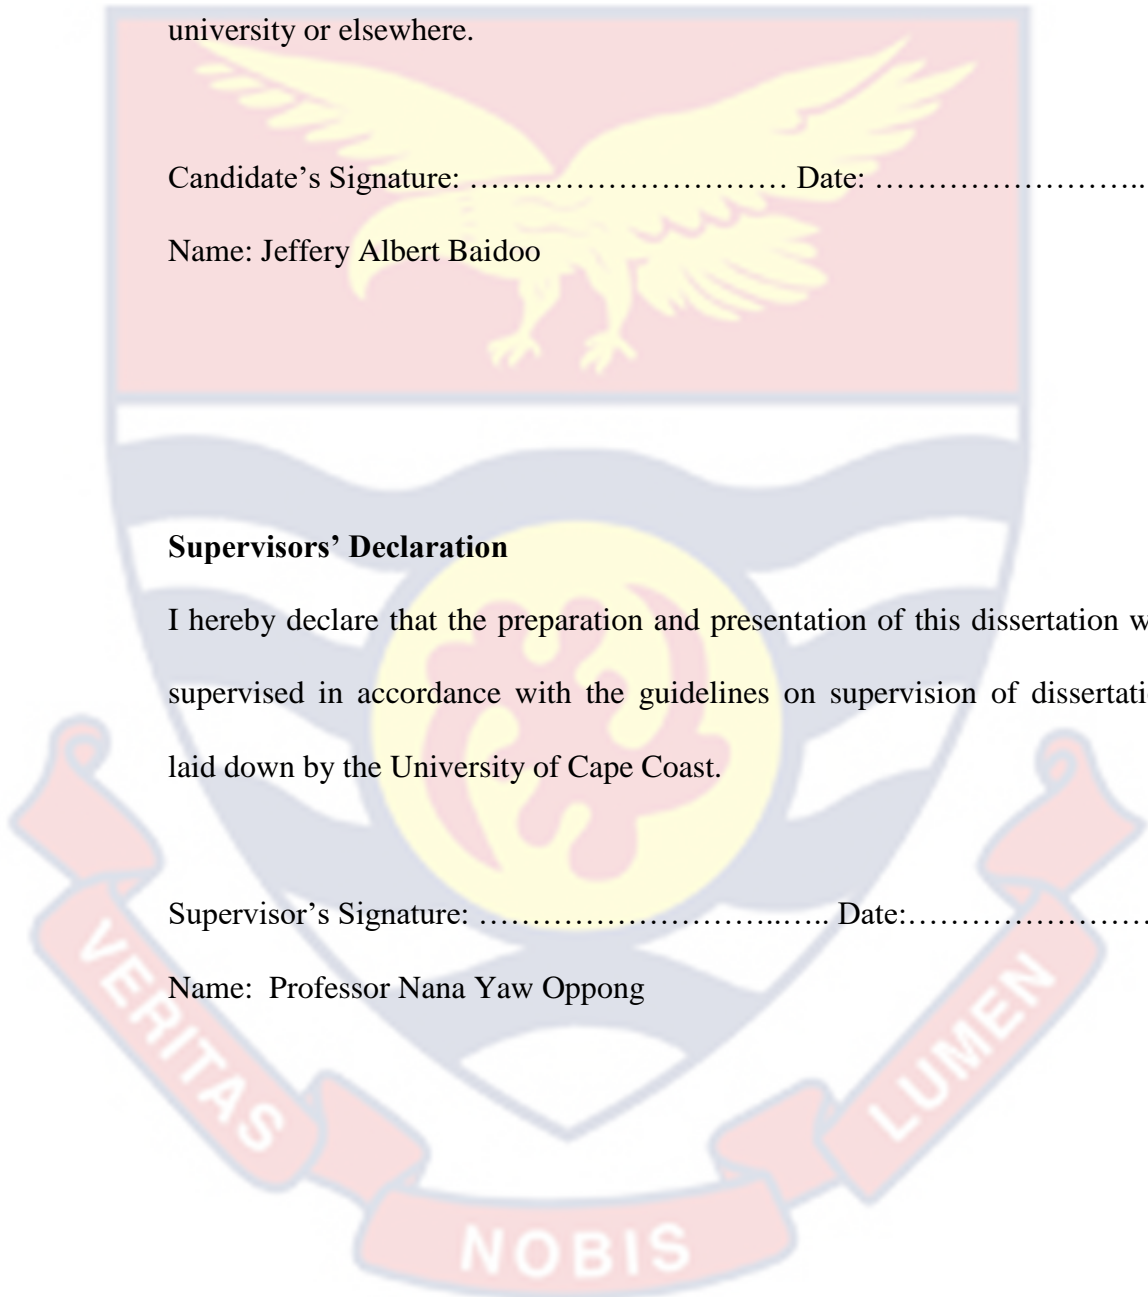 university or elsewhere.
Candidate’s Signature: ………………………… Date: ……………………..
Name: Jeffery Albert Baidoo
Supervisors’ Declaration
I hereby declare that the preparation and presentation of this dissertation w
supervised in accordance with the guidelines on supervision of dissertati
laid down by the University of Cape Coast.
Supervisor’s Signature: ………………………..….. Date:…………………
Name: Professor Nana Yaw Oppong
VERITAS
NOBIS
LUMEN